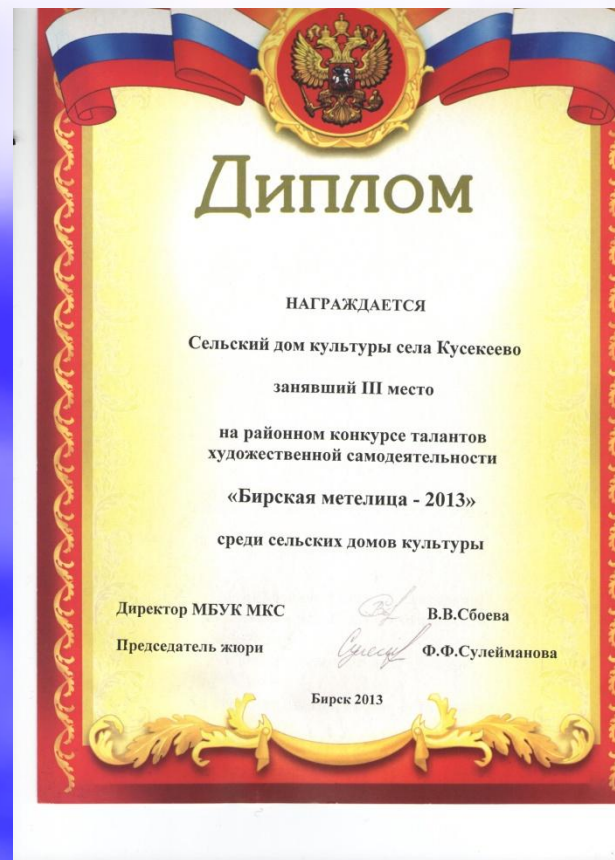 Диплом
НАГРАЖДАЕТСЯ
Сельский дом культуры села Кусекеево
занявший III место
на районном конкурсе талантов
художественной самодеятельности
«Бирская метелица - 2013»
среди сельских домов культуры
Директор МБУК МКС В.В.Сбоева
Председатель жюри Ф.Ф.Сулейманова
Бирск 2013